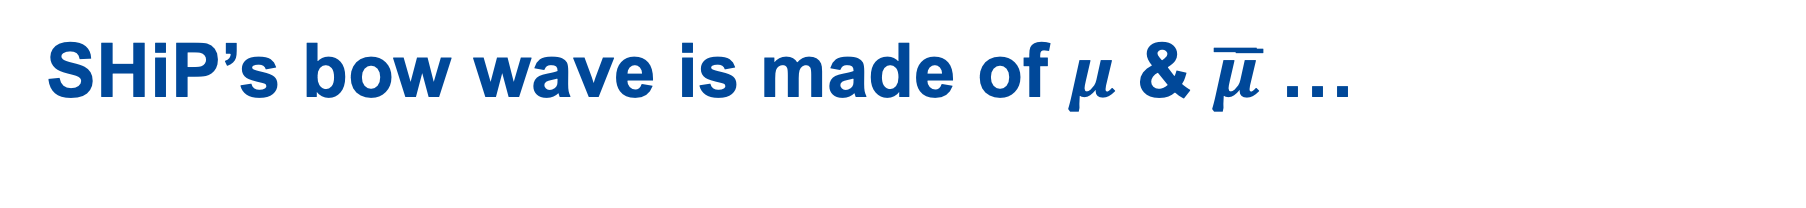 SHiP’s bow wave is made of 𝝁 & 𝝁̅ …